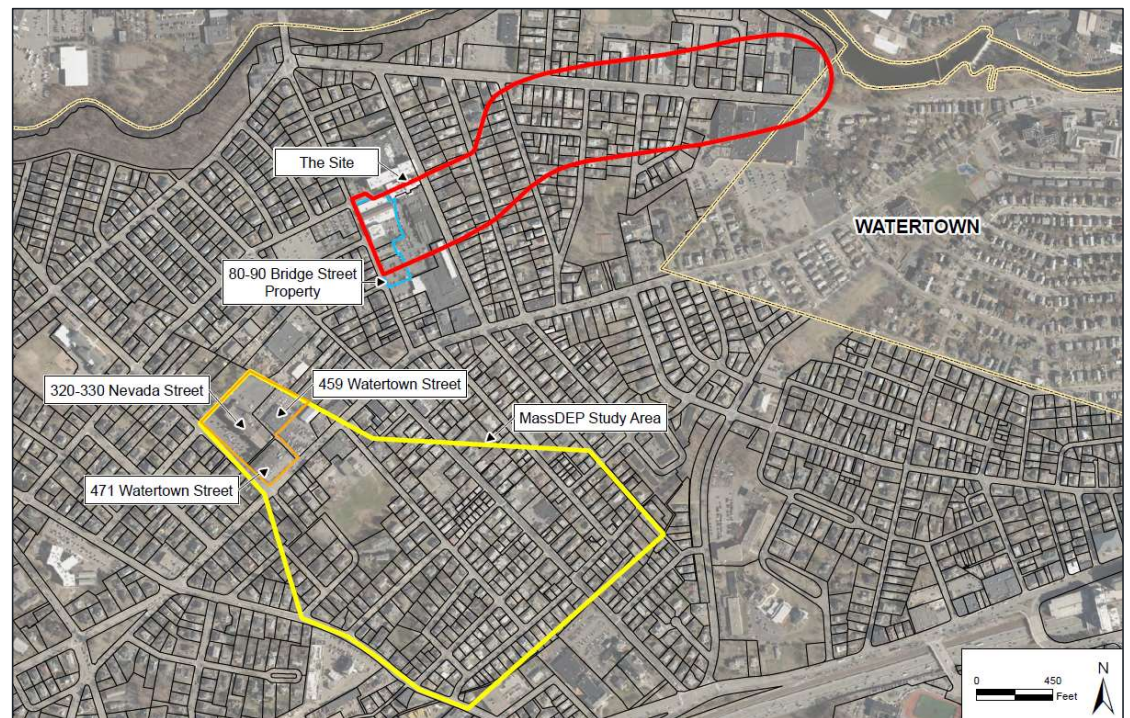 The Site
WATERTOWN
80-90 Bridge Street
Property
320-330 Nevada Street
459 Watertown Street
MassDEP Study Area
471 Watertown Street
N
0 450
Feet